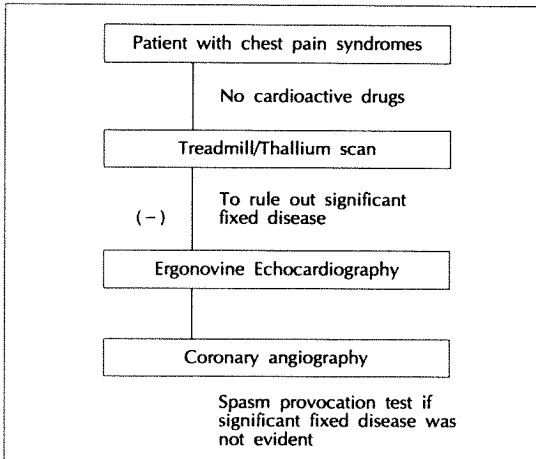 Patient with chest pain syndromes
No cardioactive drugs
Treadmill/Thallium scan
(-)
To rule out significant
fixed disease
Ergonovine Echocardiography
Coronary angiography
Spasm provocation test if
significant fixed disease was
not evident